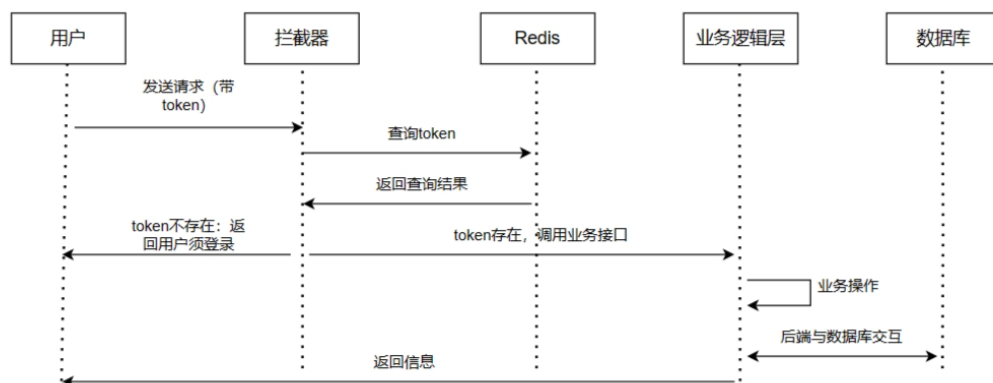 用户
拦截器
Redis
业务逻辑层
数据库
发送请求（带
token）
查询token
返回查询结果
token不存在：返
回用户须登录
token存在，调用业务接口
业务操作
后端与数据库交互
返回信息